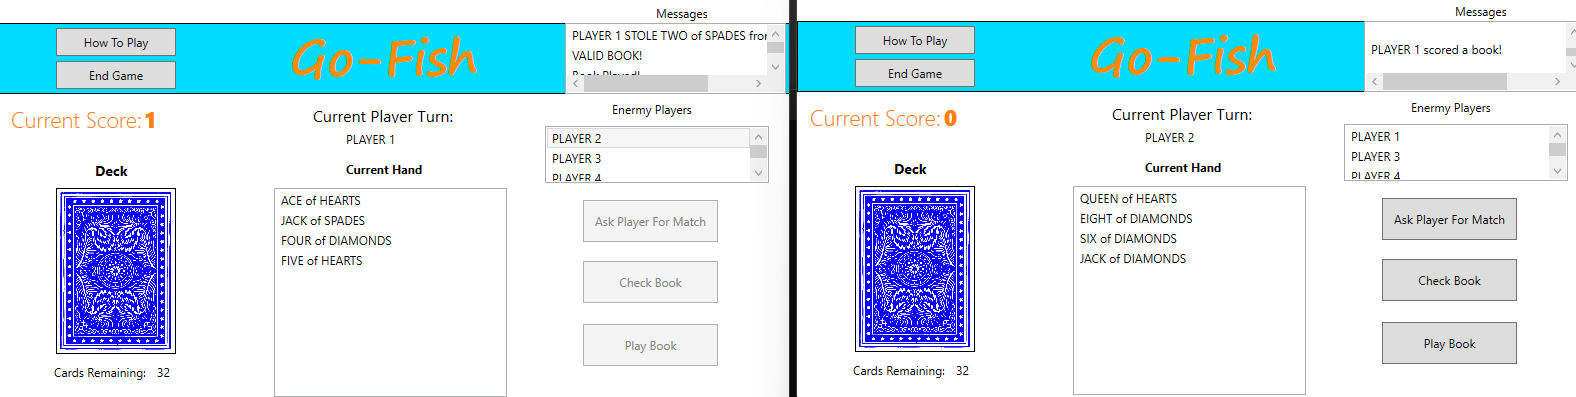 Messages
How To Play
End Game
Go-Fish
PLAYER 1 STOLE TWO of SPADES from
VALID BOOK!
Book Played!
Current Score: 1
Current Player Turn:
PLAYER 1
Enermy Players
PLAYER 2
PLAYER 3
PLAYER 4
Deck
Current Hand
ACE of HEARTS
JACK of SPADES
FOUR of DIAMONDS
FIVE of HEARTS
Ask Player For Match
Check Book
Play Book
Cards Remaining: 32
Messages
How To Play
End Game
Go-Fish
PLAYER 1 scored a book!
Current Score: 0
Current Player Turn:
PLAYER 2
Enermy Players
PLAYER 1
PLAYER 3
PLAYER 4
Deck
Current Hand
QUEEN of HEARTS
EIGHT of DIAMONDS
SIX of DIAMONDS
JACK of DIAMONDS
Ask Player For Match
Check Book
Play Book
Cards Remaining: 32